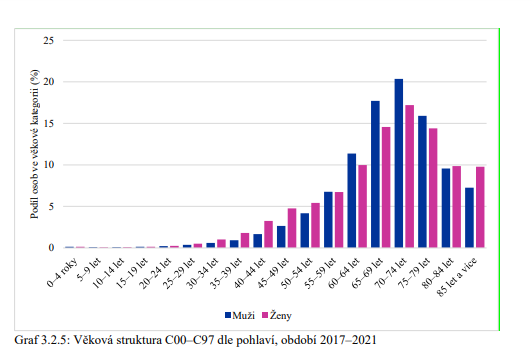 25
20
15
10
5
0
Podíl osob ve věkové kategorii (%)
0–4 roky
5–9 let
10–14 let
15–19 let
20–24 let
25–29 let
30–34 let
35–39 let
40–44 let
45–49 let
50–54 let
55–59 let
60–64 let
65–69 let
70–74 let
75–79 let
80–84 let
85 let a více
Muži Ženy
Graf 3.2.5: Věková struktura C00–C97 dle pohlaví, období 2017–2021